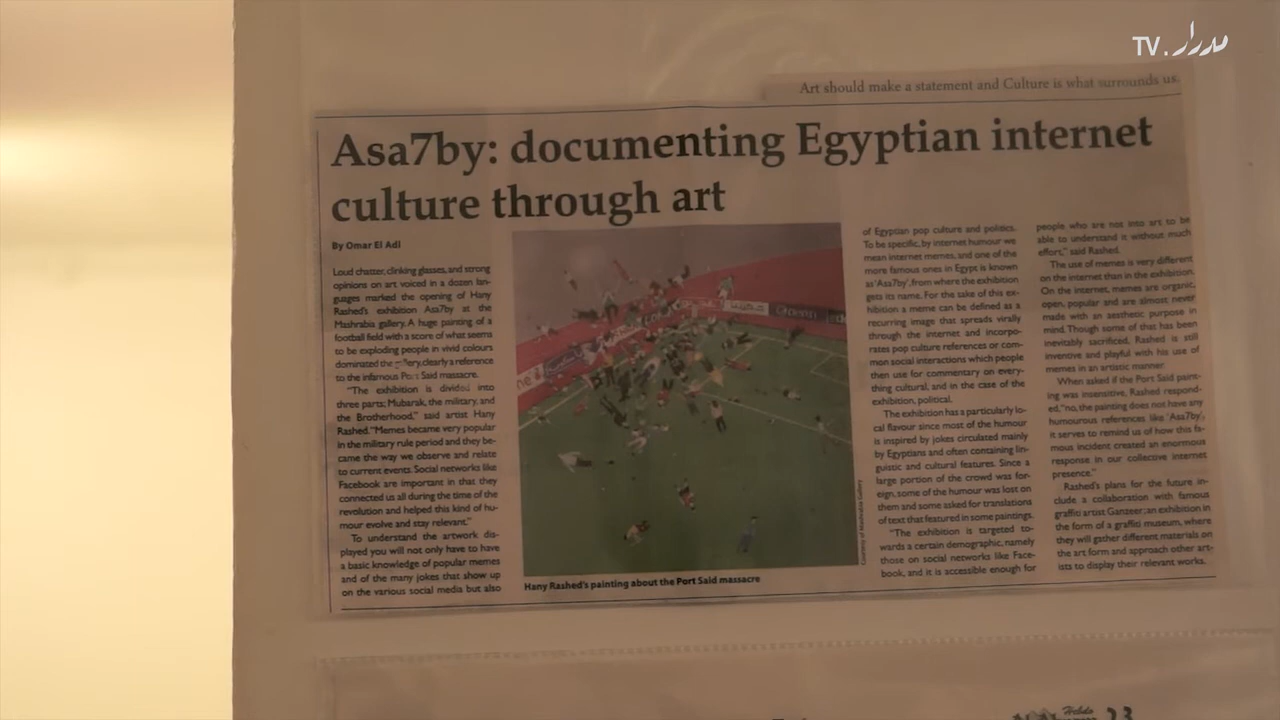 TV. مدرار
Art should make a statement and Culture is what surrounds us.
Asa7by: documenting Egyptian internet
culture through art
By Omar El Adl
Loud chatter, clinking glasses, and strong
opinions on art voiced in a dozen lan-
guages marked the opening of Hany
Rashed's exhibition Asa7by at the
Mashrabia gallery. A huge painting of a
football field with a score of what seems
to be exploding people in vivid colours
dominated the gallery, clearly a reference
to the infamous Port Said massacre.
"The exhibition is divided into
three parts; Mubarak, the military, and
the Brotherhood," said artist Hany
Rashed. "Memes became very popular
in the military rule period and they be-
came the way we observe and relate
to current events. Social networks like
Facebook are important in that they
connected us all during the time of the
revolution and helped this kind of hu-
mour evolve and stay relevant."
To understand the artwork dis-
played you will not only have to have
a basic knowledge of popular memes
and of the many jokes that show up
on the various social media but also
Courtesy of Mashrabia Gallery
Hany Rashed's painting about the Port Said massacre
of Egyptian pop culture and politics.
To be specific, by internet humour we
mean internet memes, and one of the
more famous ones in Egypt is known
as 'Asa7by', from where the exhibition
gets its name. For the take of this ex-
hibition a meme can be defined as a
recurring image that spreads virally
through the internet and incorpo-
rates pop culture references or com-
mon social interactions which people
then use for commentary on every-
thing cultural, and in the case of the
exhibition, political.
The exhibition has a particularly lo-
cal flavour since most of the humour
is inspired by jokes circulated mainly
by Egyptians and often containing lin-
guistic and cultural features. Since a
large portion of the crowd was for-
eign, some of the humour was lost on
them and some asked for translations
of text that featured in some paintings.
"The exhibition is targeted to-
wards a certain demographic, namely
those on social networks like Face-
book, and it is accessible enough for
people who are not into art to be
able to understand it without much
effort," said Rashed.
The use of memes is very different
on the internet than in the exhibition.
On the internet, memes are organic,
open, popular and are almost never
made with an aesthetic purpose in
mind. Though some of that has been
inevitably sacrificed, Rashed is still
inventive and playful with his use of
memes in an artistic manner.
When asked if the Port Said paint-
ing was insensitive, Rashed respond-
ed, "no, the painting does not have any
humourous references like 'Asa7by',
it serves to remind us of how this fa-
mous incident created an enormous
response in our collective internet
presence."
Rashed's plans for the future in-
clude a collaboration with famous
graffiti artist Ganzeer; an exhibition in
the form of a graffiti museum, where
they will gather different materials on
the art form and approach other art-
ists to display their relevant works.
Hebdo
23